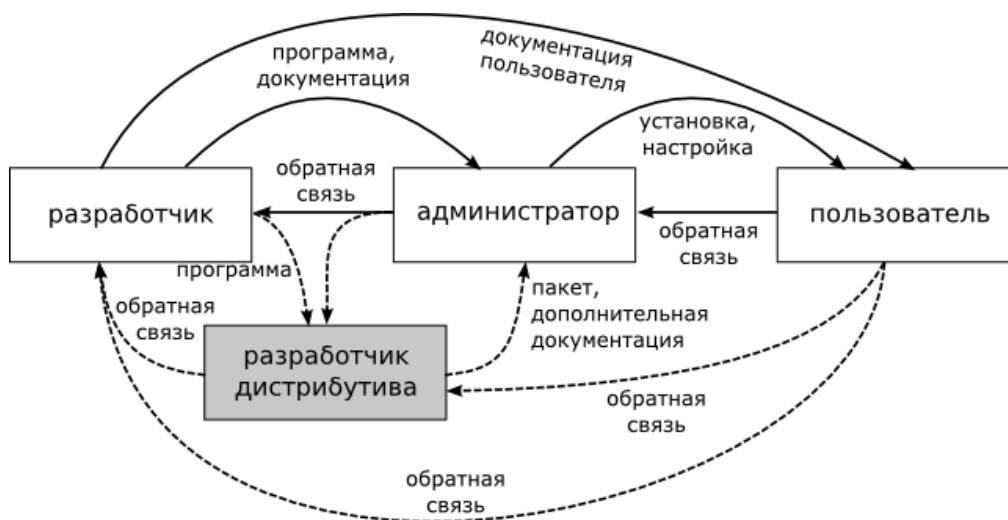 документация
пользователя
программа,
документация
установка,
настройка
обратная
связь
разработчик
администратор
пользователь
обратная
связь
программа
обратная
связь
пакет,
дополнительная
документация
разработчик
дистрибутива
обратная
связь
обратная
связь